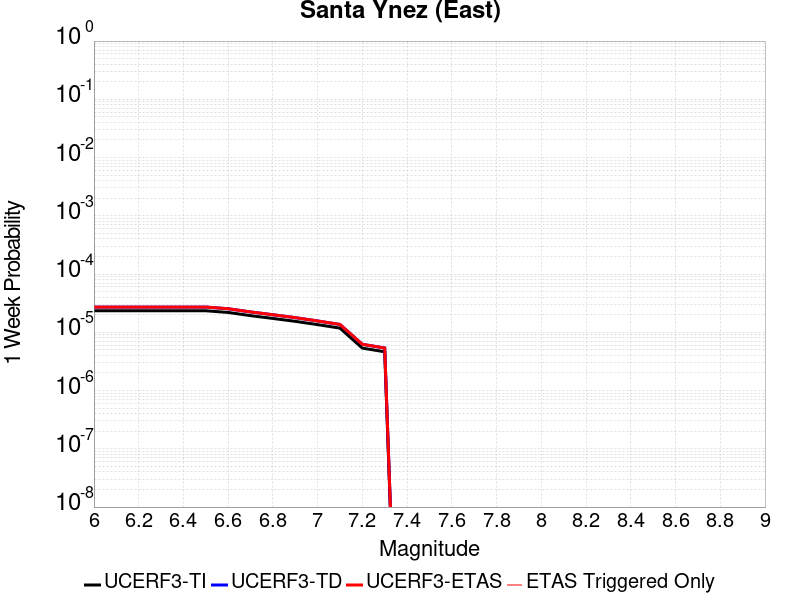 Santa Ynez (East)
10^0
10^-1
10^-2
10^-3
10^-4
10^-5
10^-6
10^-7
10^-8
1 Week Probability
6 6.2 6.4 6.6 6.8 7 7.2 7.4 7.6 7.8 8 8.2 8.4 8.6 8.8 9
Magnitude
UCERF3-TI UCERF3-TD UCERF3-ETAS ETAS Triggered Only